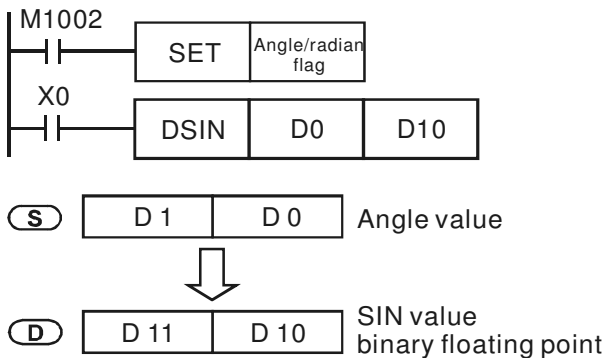 M1002
SET
Angle/radian
flag
X0
DSIN D0 D10
S D 1 D 0 Angle value
D D 11 D 10 SIN value
binary floating point